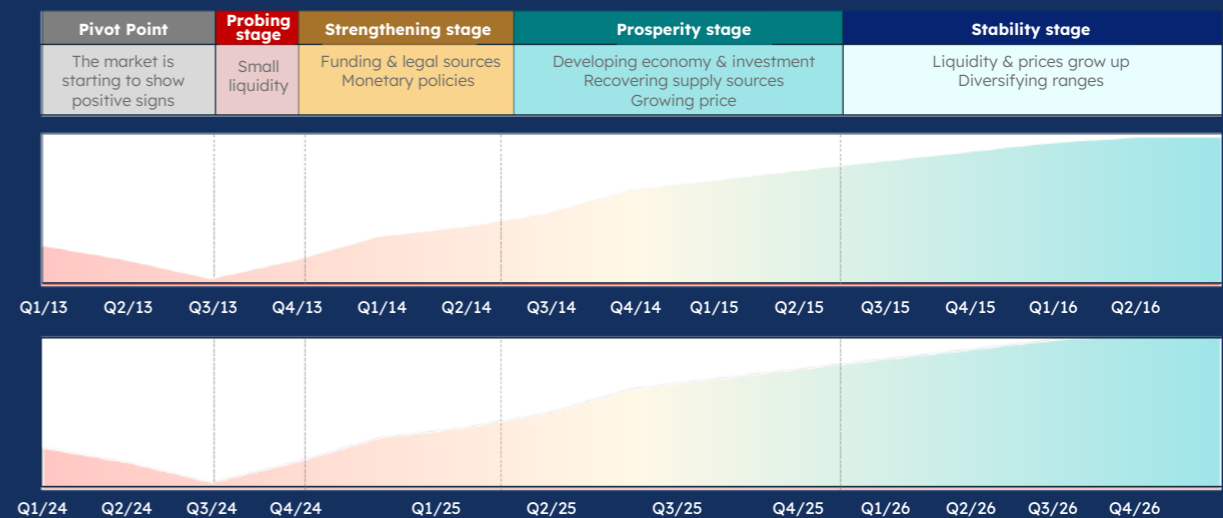 Pivot Point
The market is
starting to show
positive signs
Probing
stage
Small
liquidity
Strengthening stage
Funding & legal sources
Monetary policies
Prosperity stage
Developing economy & investment
Recovering supply sources
Growing price
Stability stage
Liquidity & prices grow up
Diversifying ranges
Q1/13 Q2/13 Q3/13 Q4/13 Q1/14 Q2/14 Q3/14 Q4/14 Q1/15 Q2/15 Q3/15 Q4/15 Q1/16 Q2/16
Q1/24 Q2/24 Q3/24 Q4/24 Q1/25 Q2/25 Q3/25 Q4/25 Q1/26 Q2/26 Q3/26 Q4/26